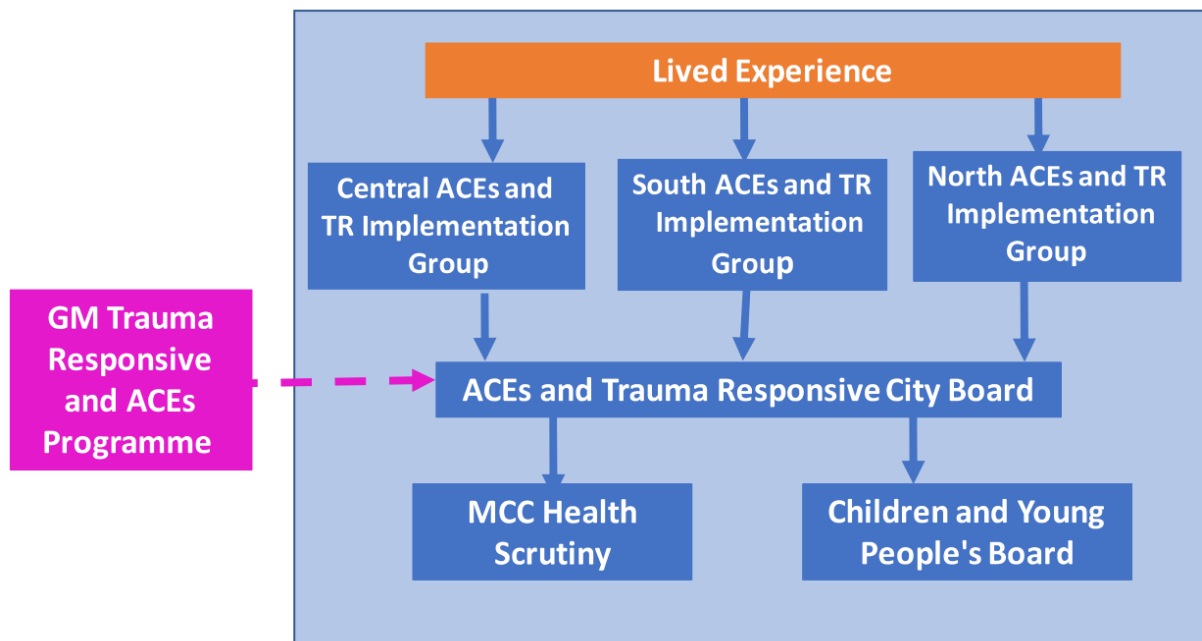 Lived Experience
Central ACEs and
TR Implementation
Group
South ACEs and TR
Implementation
Group
North ACEs and TR
Implementation
Group
GM Trauma
Responsive
and ACEs
Programme
ACEs and Trauma Responsive City Board
MCC Health
Scrutiny
Children and Young
People's Board